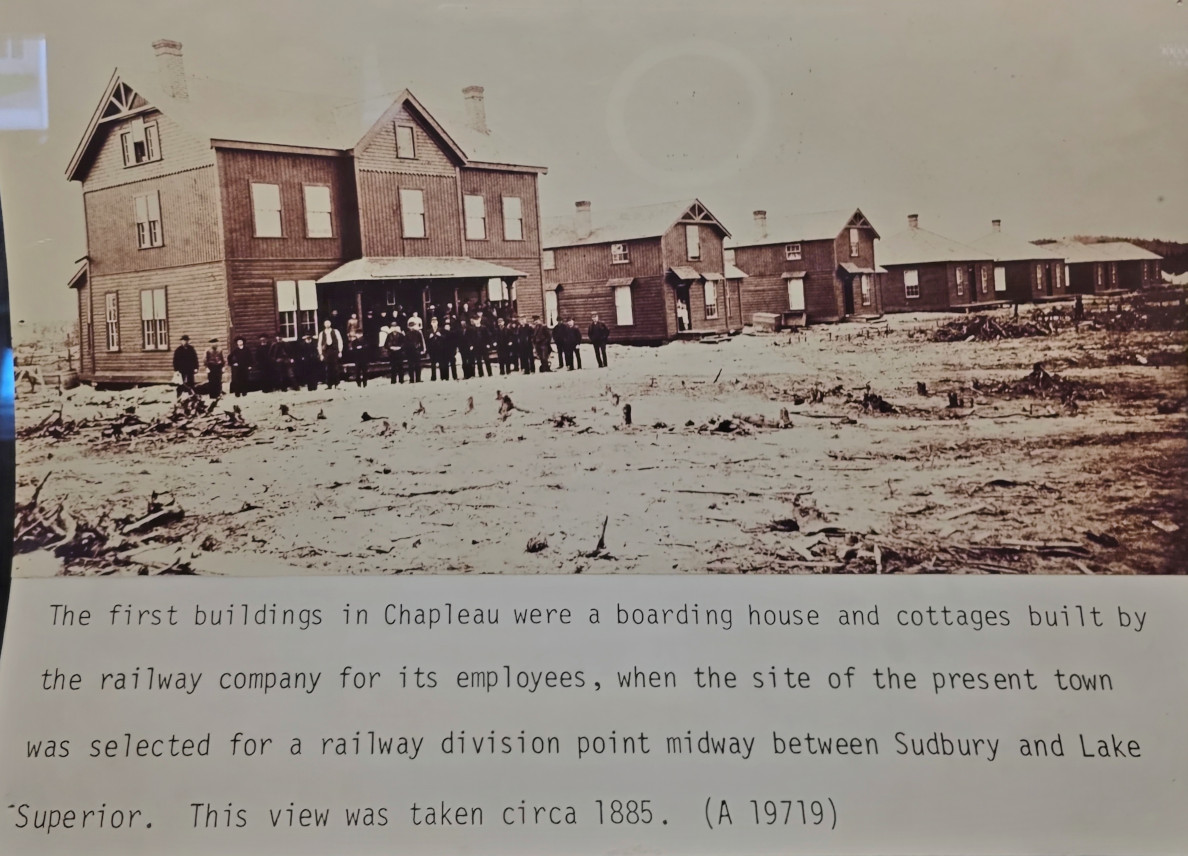 The first buildings in Chapleau were a boarding house and cottages built by
the railway company for its employees, when the site of the present town
was selected for a railway division point midway between Sudbury and Lake
Superior.  This view was taken circa 1885.  (A 19719)